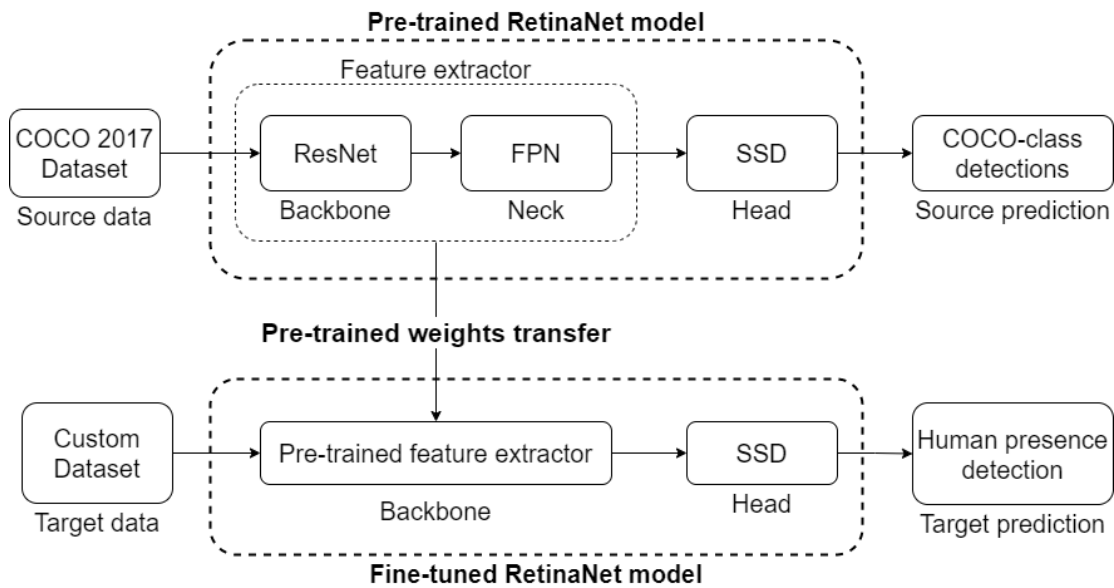 Pre-trained RetinaNet model
Feature extractor
COCO 2017
Dataset
Source data
ResNet
Backbone
FPN
Neck
SSD
Head
COCO-class
detections
Source prediction
Pre-trained weights transfer
Custom
Dataset
Target data
Pre-trained feature extractor
Backbone
SSD
Head
Human presence
detection
Target prediction
Fine-tuned RetinaNet model